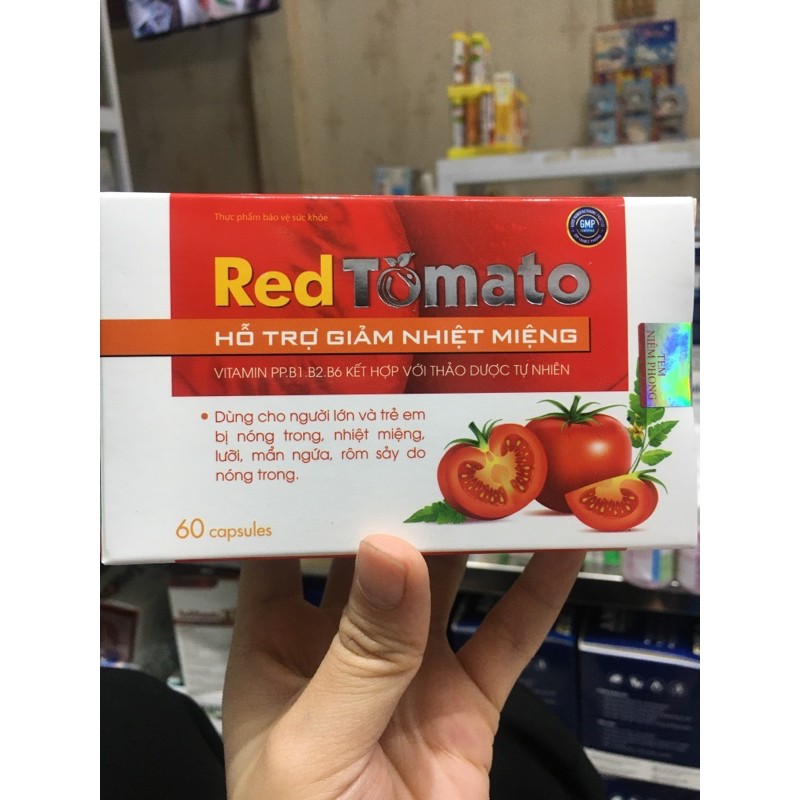 Thực phẩm bảo vệ sức khỏe
GMP
Red Tomato
HỖ TRỢ GIẢM NHIỆT MIỆNG
VITAMIN PP.B1.B2.B6 KẾT HỢP VỚI THẢO DƯỢC TỰ NHIÊN
TEM
NIÊM PHONG
• Dùng cho người lớn và trẻ em
bị nóng trong, nhiệt miệng,
lưỡi, mẩn ngứa, rôm sảy do
nóng trong.
60 capsules